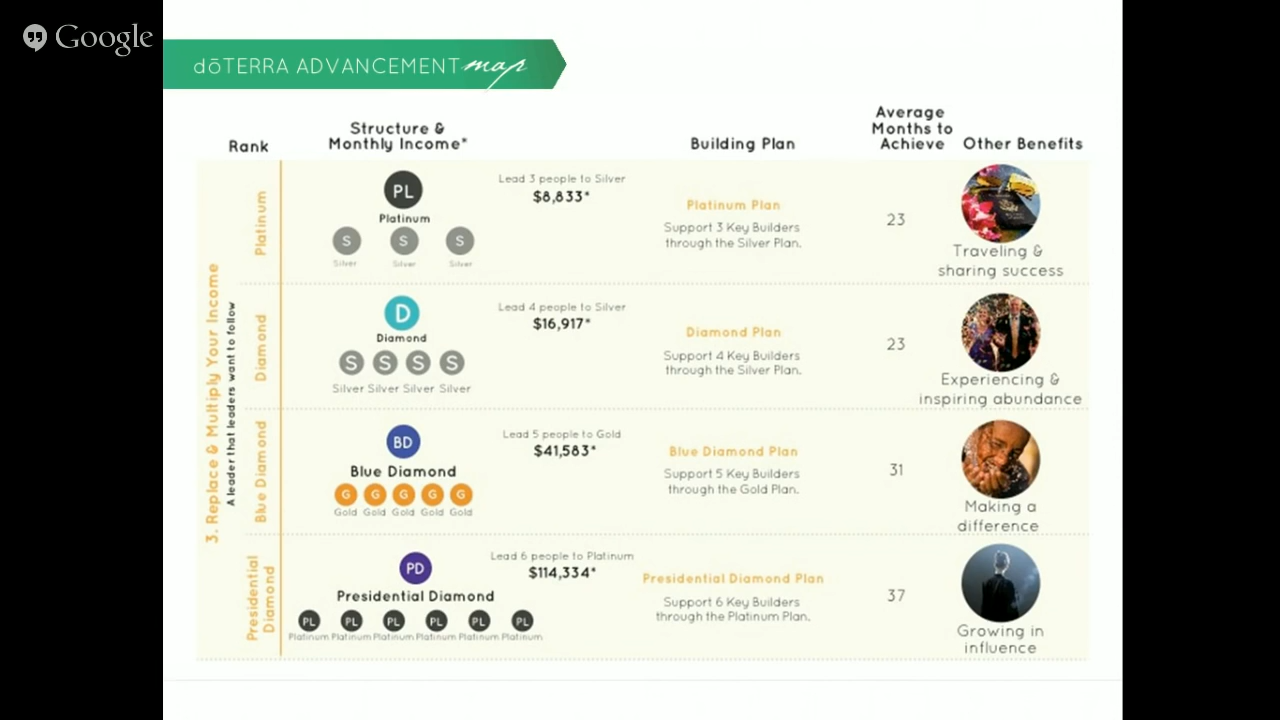 Google
dōTERRA ADVANCEMENT map
Rank
Structure &
Monthly Income*
Building Plan
Average
Months to
Achieve
Other Benefits
3. Replace & Multiply Your Income
A leader that leaders want to follow
Platinum
PL
Platinum
S S S
Silver Silver Silver
Lead 3 people to Silver
$8,833*
Platinum Plan
Support 3 Key Builders
through the Silver Plan.
23
Traveling &
sharing success
Diamond
D
Diamond
S S S S
Silver Silver Silver Silver
Lead 4 people to Silver
$16,917*
Diamond Plan
Support 4 Key Builders
through the Silver Plan.
23
Experiencing &
inspiring abundance
Blue Diamond
BD
Blue Diamond
G G G G G
Gold Gold Gold Gold Gold
Lead 5 people to Gold
$41,583*
Blue Diamond Plan
Support 5 Key Builders
through the Gold Plan.
31
Making a
difference
Presidential
Diamond
PD
Presidential Diamond
PL PL PL PL PL PL
Platinum Platinum Platinum Platinum Platinum Platinum
Lead 6 people to Platinum
$114,334*
Presidential Diamond Plan
Support 6 Key Builders
through the Platinum Plan.
37
Growing in
influence